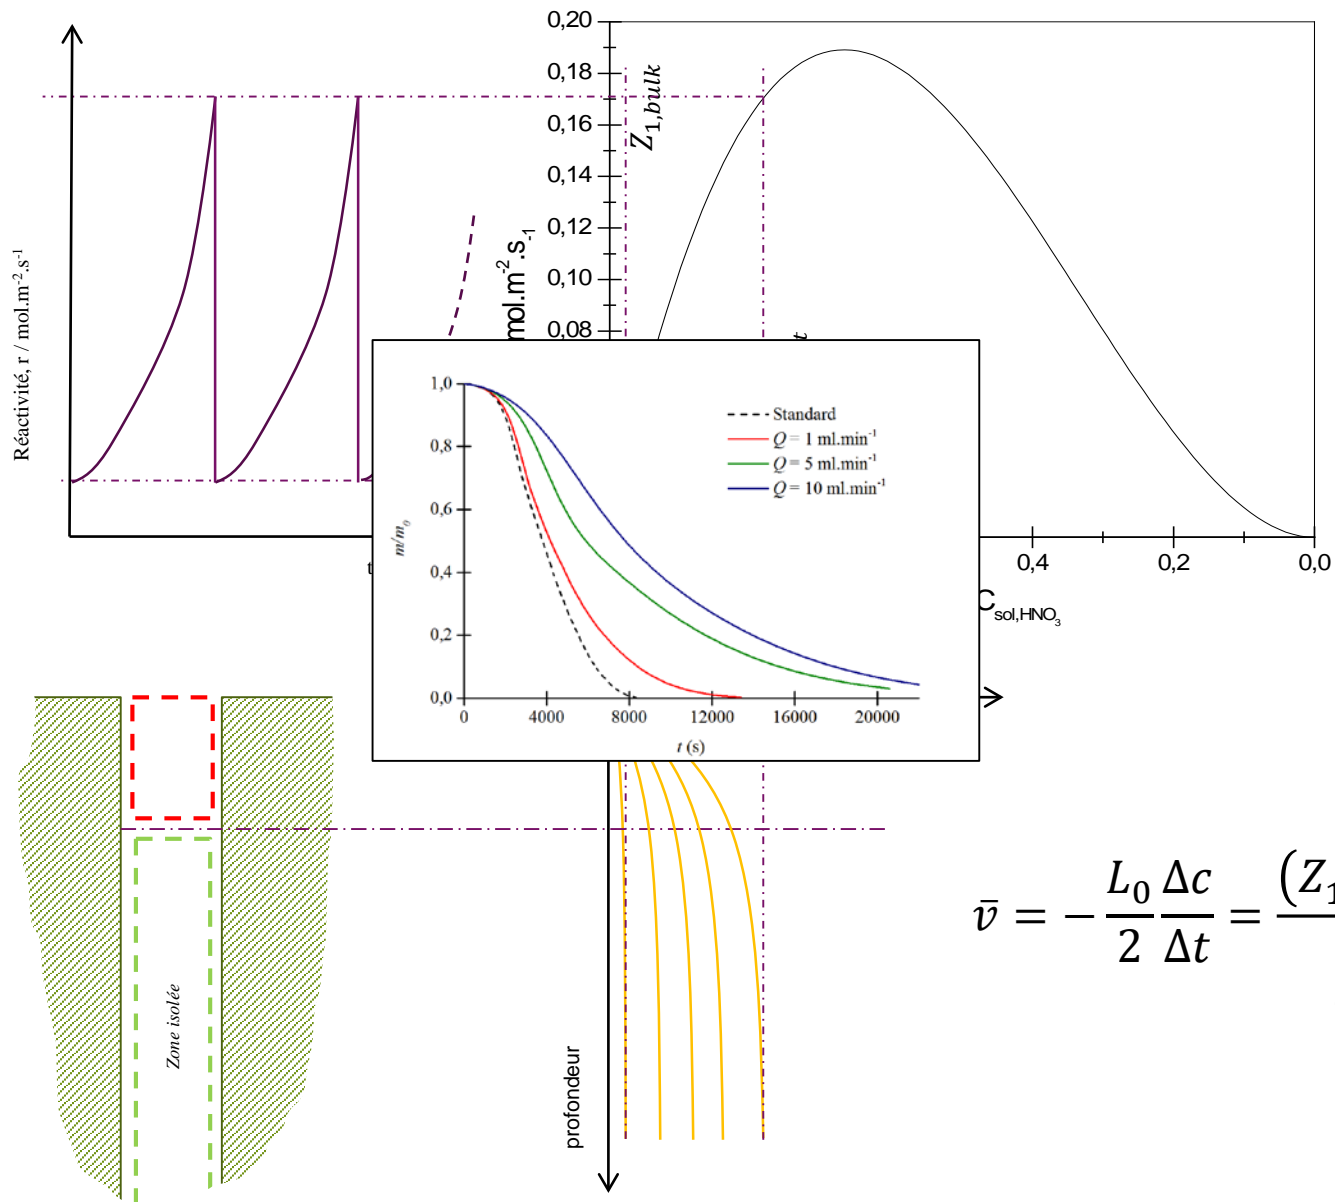 Réactivité, r / mol.m⁻².s⁻¹
t
0,20
0,18
0,16
0,14
0,12
0,10
0,08
mol.m⁻².s₋₁
Z₁,bulk
t
0,4
0,2
0,0
C_sol,HNO₃
1,0
0,8
0,6
0,4
0,2
0,0
m/m₀
Standard
Q = 1 ml.min⁻¹
Q = 5 ml.min⁻¹
Q = 10 ml.min⁻¹
0
4000
8000
12000
16000
20000
t (s)
Zone isolée
profondeur
v̄ = − L₀/2 Δc/Δt = (Z₁